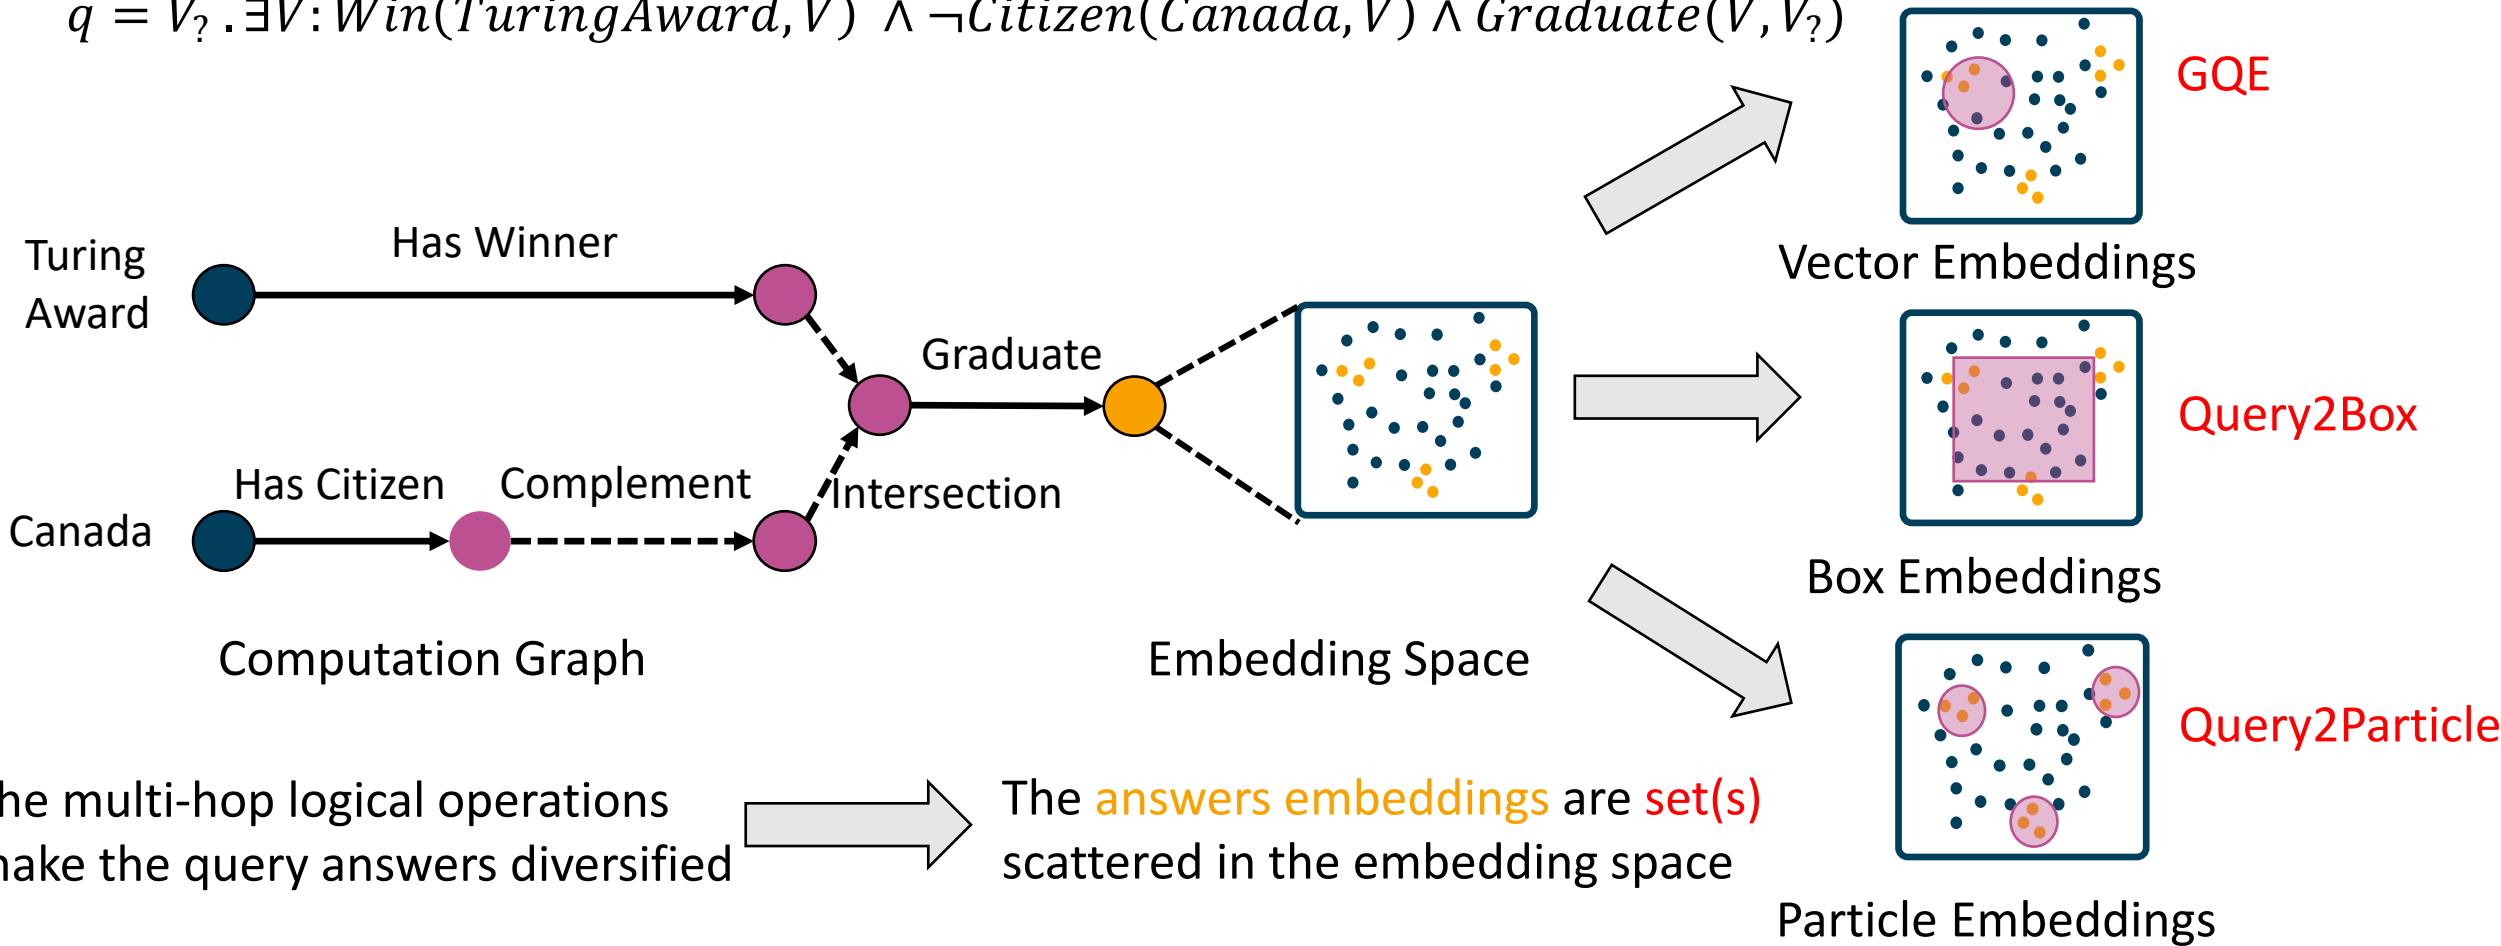 q = V?.∃V:Win(TuringAward, V) ∧¬Citizen(Canada, V) ∧ Graduate(V,V?)
GQE
Turing
Award
Has Winner
Vector Embeddings
Graduate
Query2Box
Has Citizen
Complement
Intersection
Canada
Box Embeddings
Computation Graph
Embedding Space
Query2Particle
he multi-hop logical operations
nake the query answers diversified
The answers embeddings are set(s)
scattered in the embedding space
Particle Embeddings